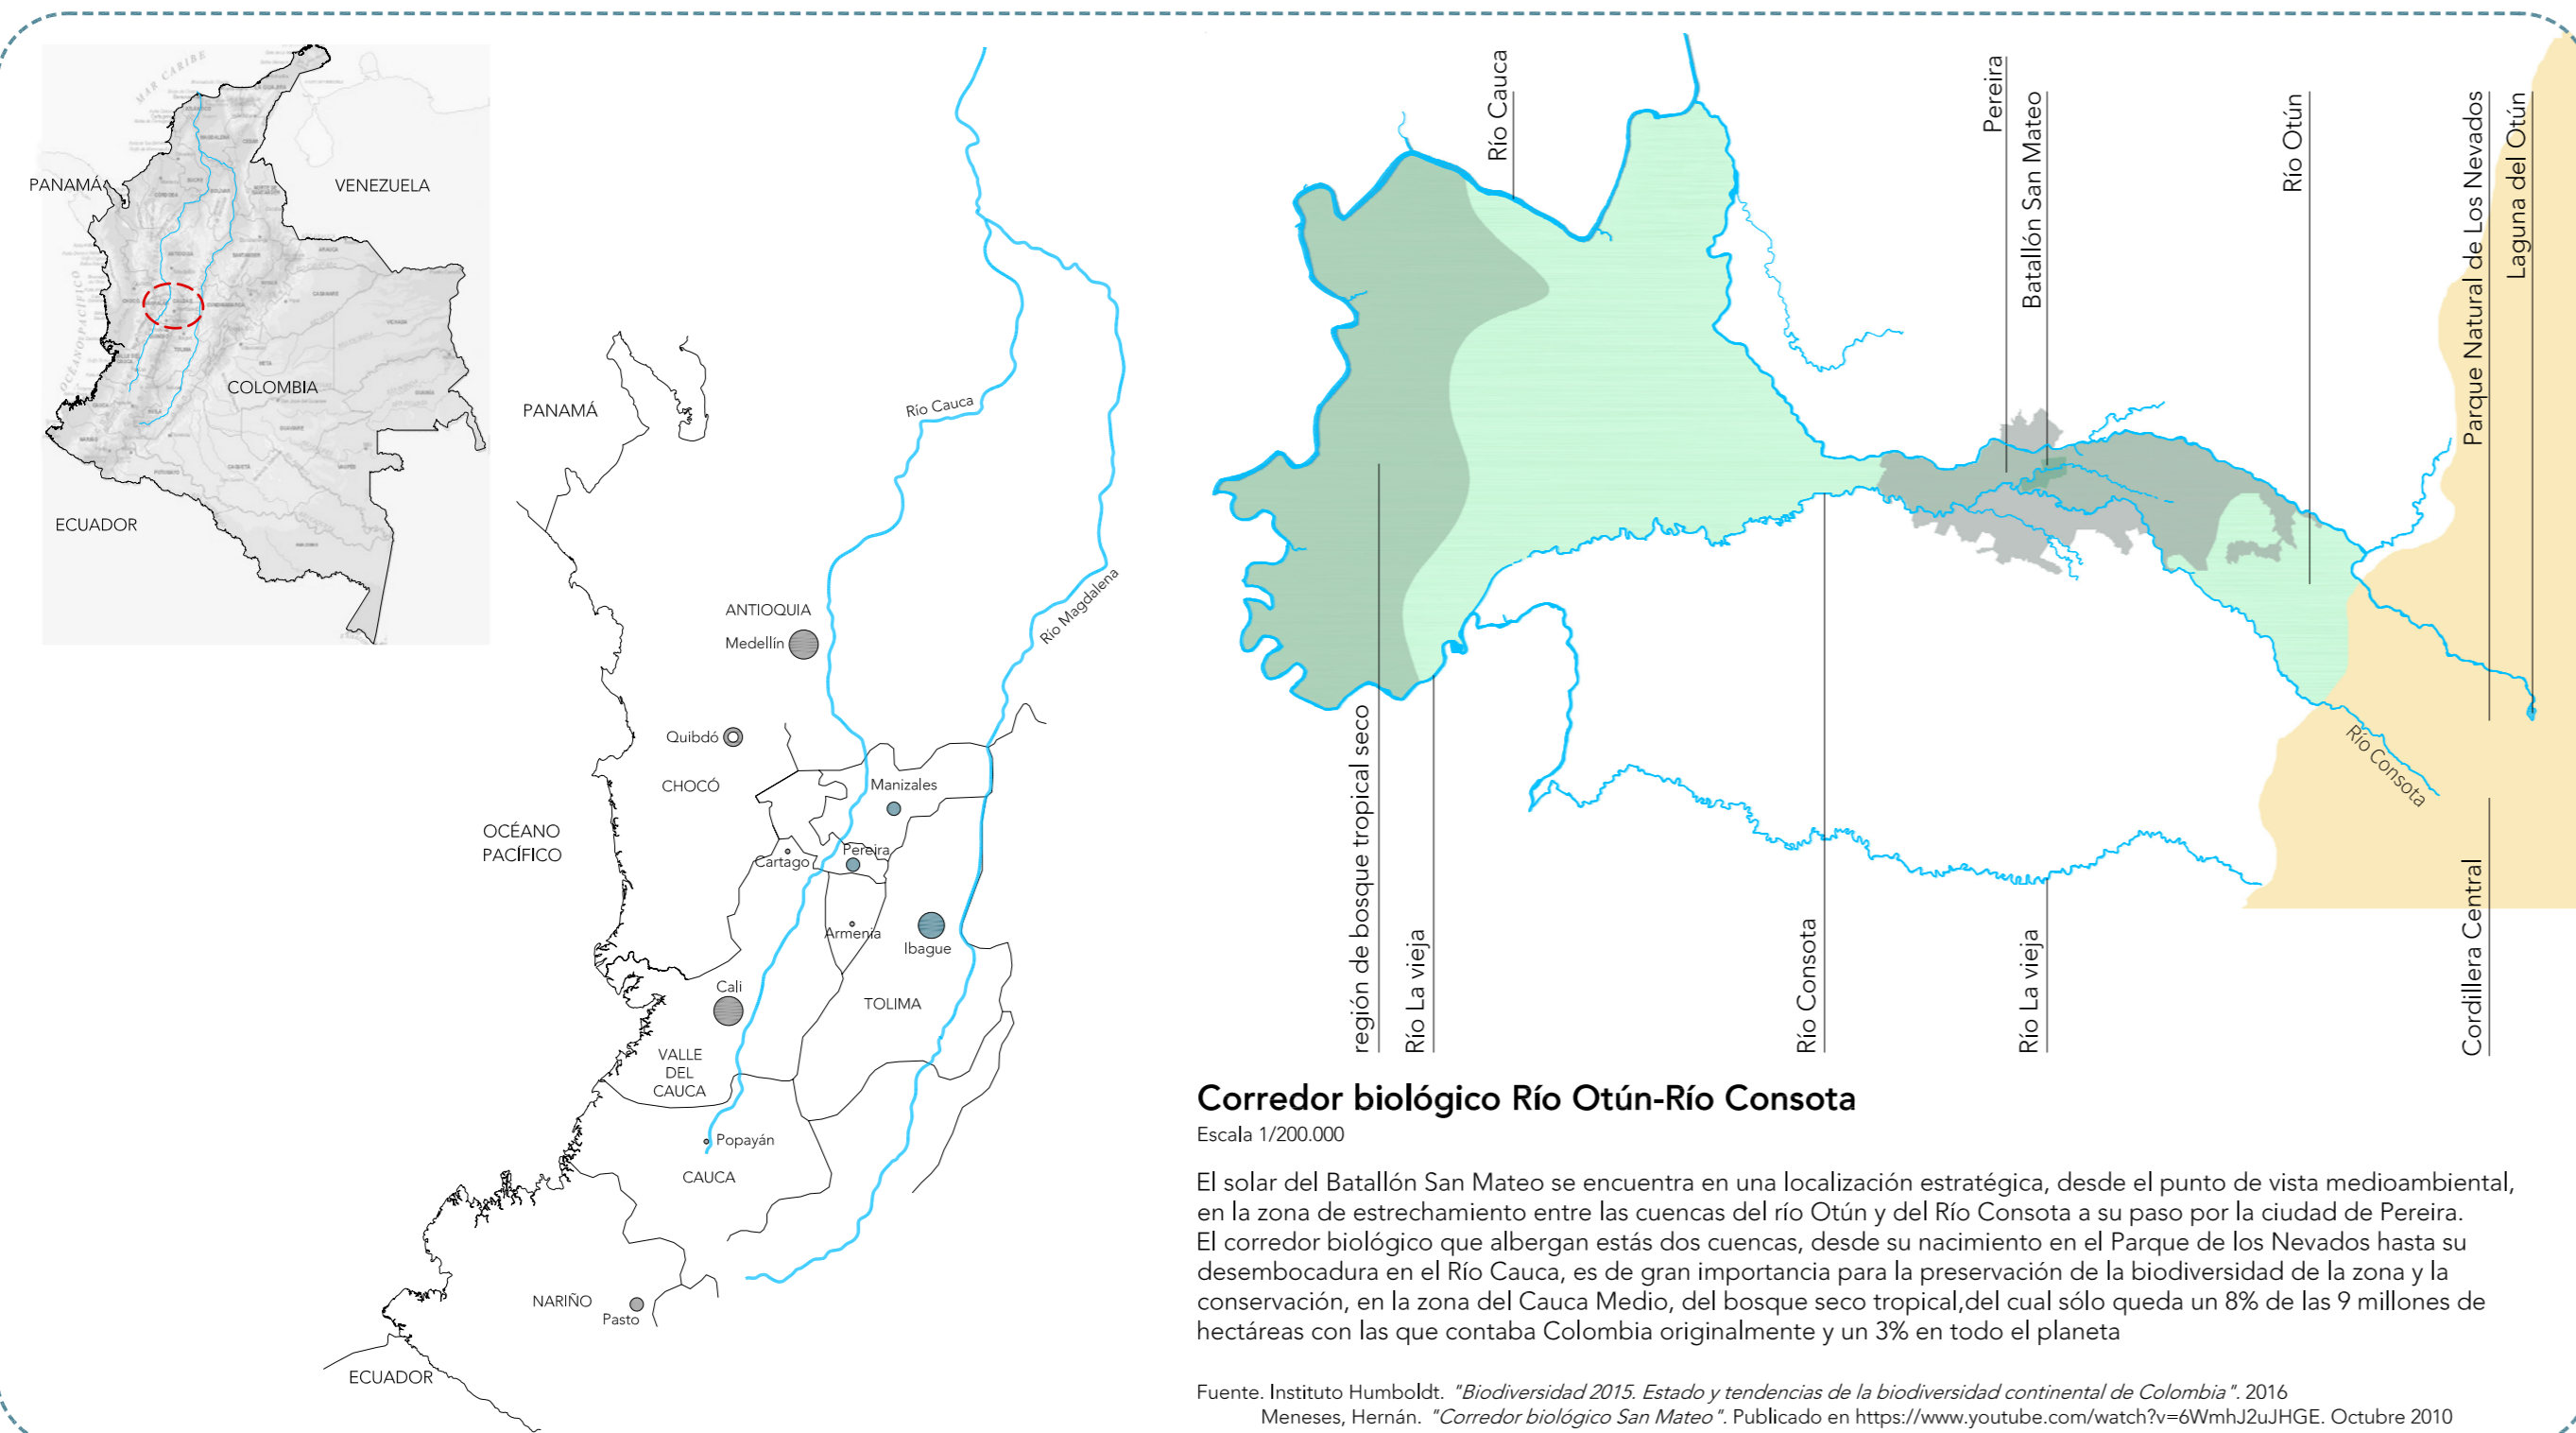 MAR CARIBE
PANAMÁ
VENEZUELA
OCÉANO PACÍFICO
COLOMBIA
ECUADOR
PANAMÁ
Río Cauca
Río Magdalena
ANTIOQUIA
Medellín
Quibdó
CHOCÓ
Manizales
OCÉANO
PACÍFICO
Cartago
Pereira
Armenia
Ibague
Cali
TOLIMA
VALLE
DEL
CAUCA
Popayán
CAUCA
NARIÑO
Pasto
ECUADOR
Río Cauca
Pereira
Batallón San Mateo
Río Otún
Parque Natural de Los Nevados
Laguna del Otún
región de bosque tropical seco
Río La vieja
Río Consota
Río La vieja
Río Consota
Cordillera Central
Corredor biológico Río Otún-Río Consota
Escala 1/200.000
El solar del Batallón San Mateo se encuentra en una localización estratégica, desde el punto de vista medioambiental,
en la zona de estrechamiento entre las cuencas del río Otún y del Río Consota a su paso por la ciudad de Pereira.
El corredor biológico que albergan estás dos cuencas, desde su nacimiento en el Parque de los Nevados hasta su
desembocadura en el Río Cauca, es de gran importancia para la preservación de la biodiversidad de la zona y la
conservación, en la zona del Cauca Medio, del bosque seco tropical,del cual sólo queda un 8% de las 9 millones de
hectáreas con las que contaba Colombia originalmente y un 3% en todo el planeta
Fuente. Instituto Humboldt. "Biodiversidad 2015. Estado y tendencias de la biodiversidad continental de Colombia". 2016
Meneses, Hernán. "Corredor biológico San Mateo". Publicado en https://www.youtube.com/watch?v=6WmhJ2uJHGE. Octubre 2010